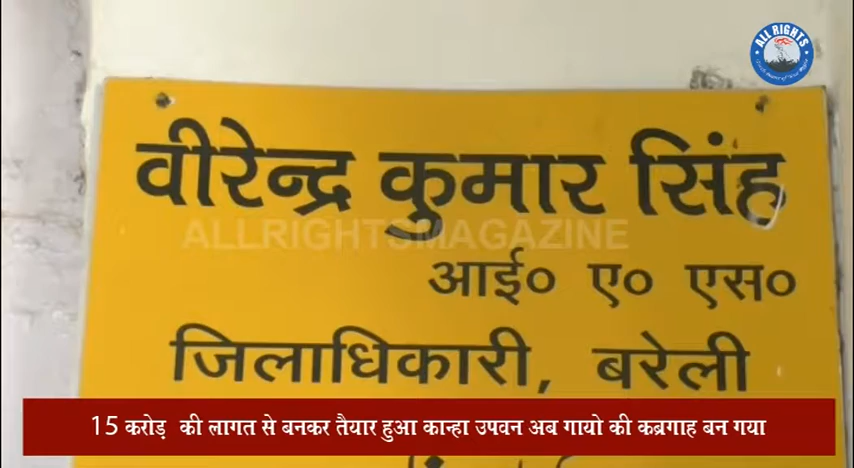 ALL RIGHTS
वीरेन्द्र कुमार सिंह
ALLRIGHTSMAGAZINE
आई० ए० एस०
जिलाधिकारी, बरेली
15 करोड़ की लागत से बनकर तैयार हुआ कान्हा उपवन अब गायो की कब्रगाह बन गया